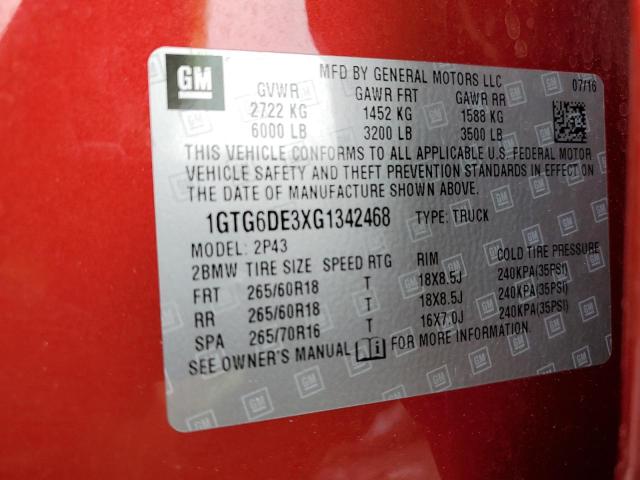 GM
MFD BY GENERAL MOTORS LLC 07/16
GVWR GAWR FRT GAWR RR
2722 KG 1452 KG 1588 KG
6000 LB 3200 LB 3500 LB
THIS VEHICLE CONFORMS TO ALL APPLICABLE U.S. FEDERAL MOTOR
VEHICLE SAFETY AND THEFT PREVENTION STANDARDS IN EFFECT ON
THE DATE OF MANUFACTURE SHOWN ABOVE.
1GTG6DE3XG1342468 TYPE: TRUCK
MODEL: 2P43
2BMW TIRE SIZE SPEED RTG RIM COLD TIRE PRESSURE
FRT 265/60R18 T 18X8.5J 240KPA(35PSI)
RR 265/60R18 T 18X8.5J 240KPA(35PSI)
SPA 265/70R16 T 16X7.0J 240KPA(35PSI)
SEE OWNER'S MANUAL i FOR MORE INFORMATION.